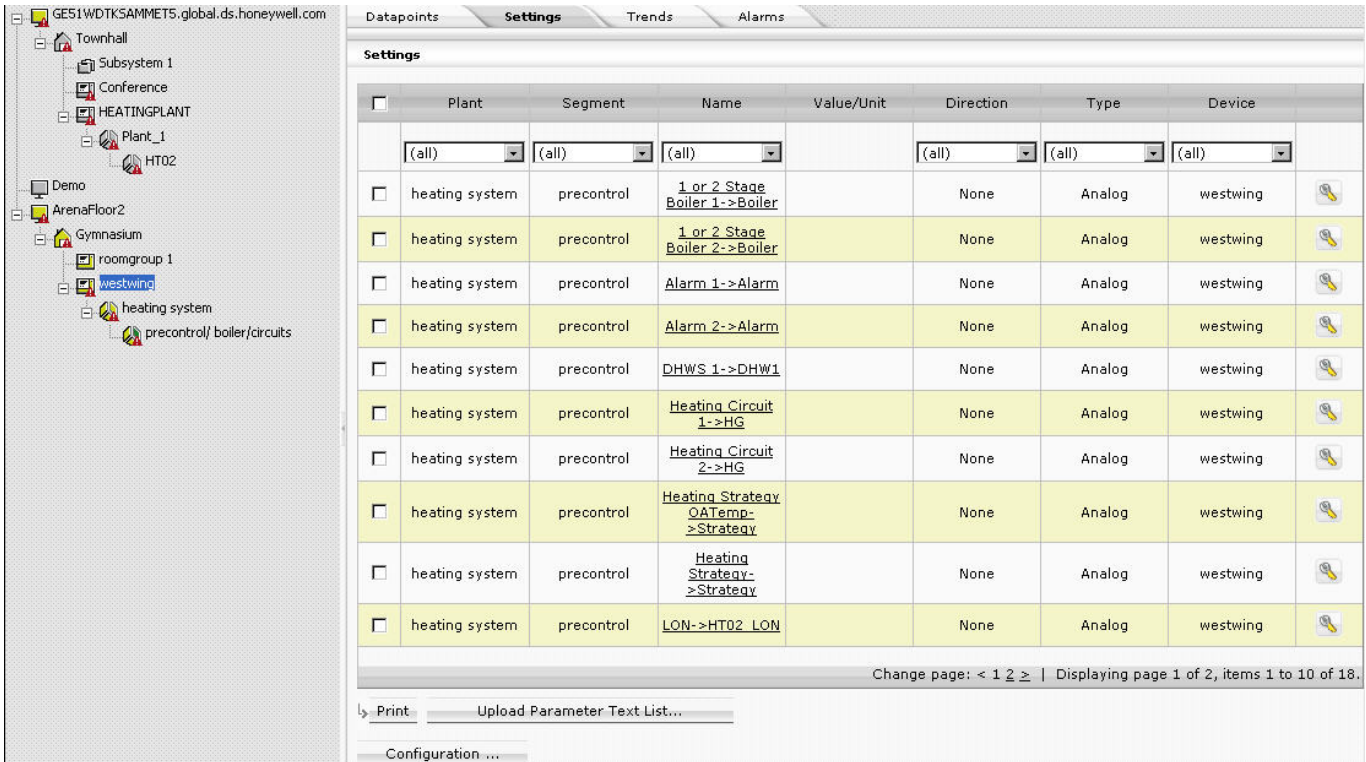 GE51WDTKSAMMET5.global.ds.honeywell.com
Townhall
Subsystem 1
Conference
HEATINGPLANT
Plant_1
HT02
Demo
ArenaFloor2
Gymnasium
roomgroup 1
westwing
heating system
precontrol/ boiler/circuits
Datapoints Settings Trends Alarms
Settings
Plant Segment Name Value/Unit Direction Type Device
(all) (all) (all) (all) (all) (all)
heating system precontrol 1 or 2 Stage Boiler 1->Boiler None Analog westwing
heating system precontrol 1 or 2 Stage Boiler 2->Boiler None Analog westwing
heating system precontrol Alarm 1->Alarm None Analog westwing
heating system precontrol Alarm 2->Alarm None Analog westwing
heating system precontrol DHWS 1->DHW1 None Analog westwing
heating system precontrol Heating Circuit 1->HG None Analog westwing
heating system precontrol Heating Circuit 2->HG None Analog westwing
heating system precontrol Heating Strategy OATemp->Strategy None Analog westwing
heating system precontrol Heating Strategy->Strategy None Analog westwing
heating system precontrol LON->HT02 LON None Analog westwing
Change page: < 1 2 > | Displaying page 1 of 2, items 1 to 10 of 18.
Print Upload Parameter Text List...
Configuration ...